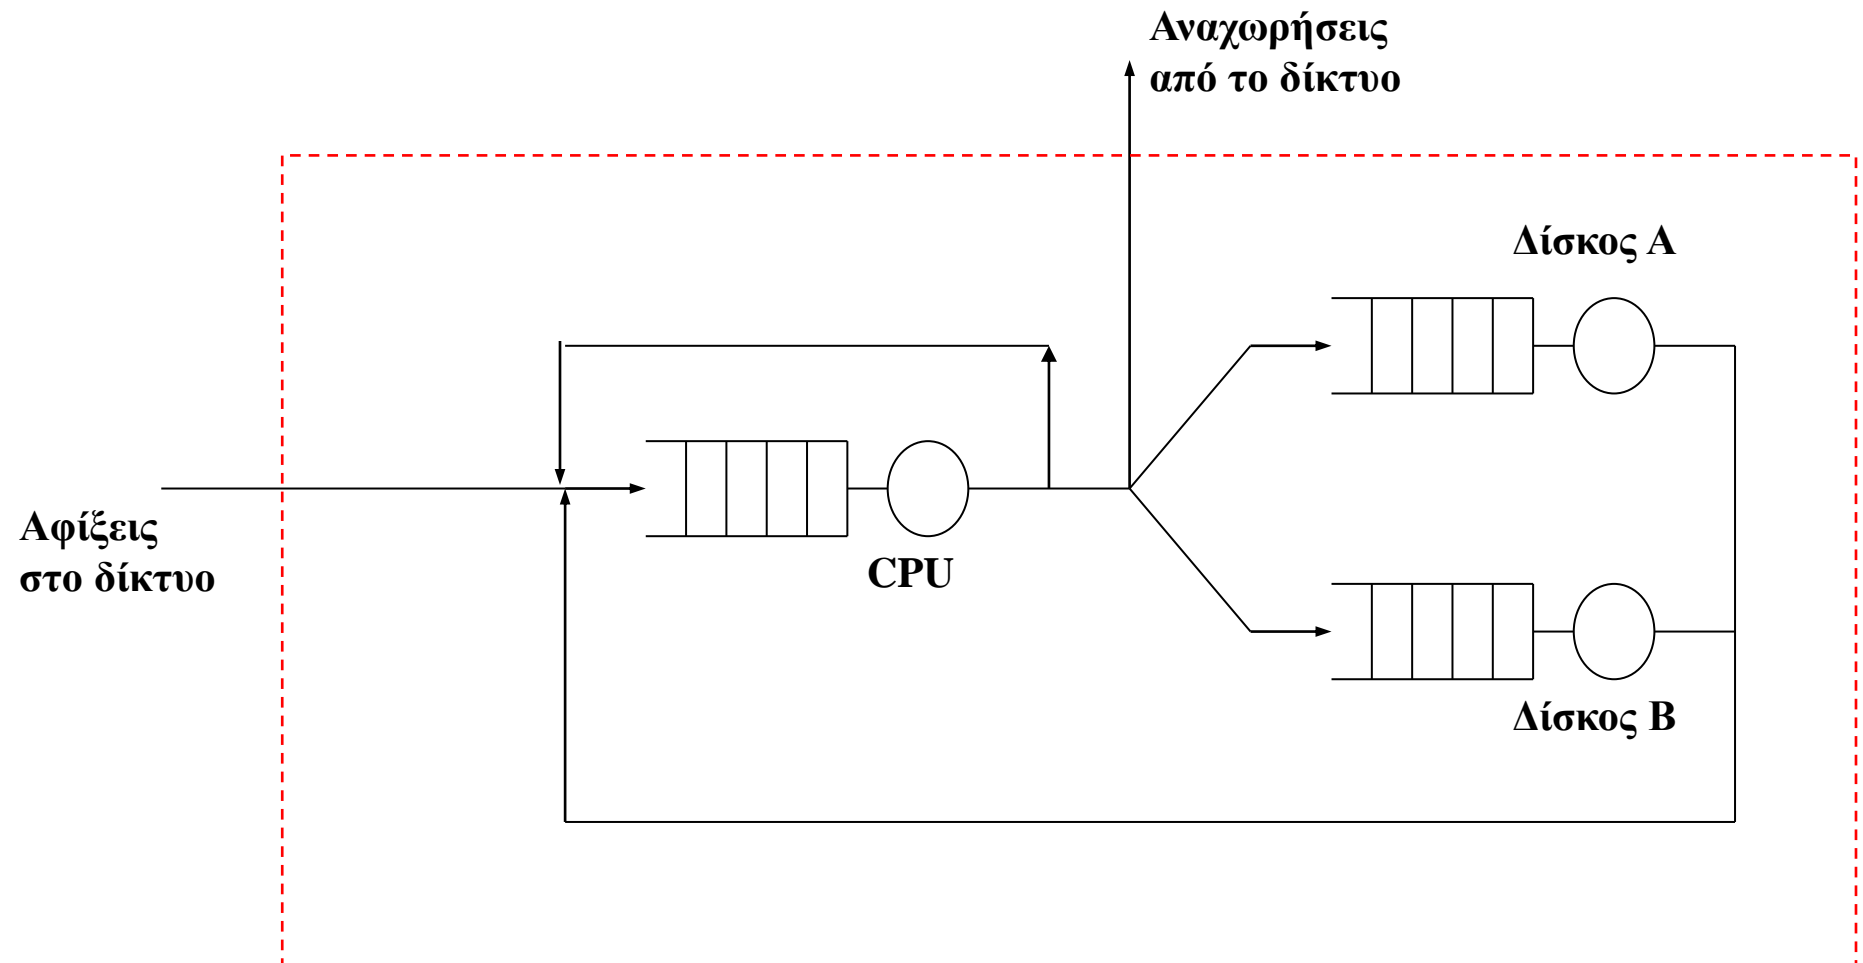 Αναχωρήσεις
από το δίκτυο
Δίσκος Α
Αφίξεις
στο δίκτυο
CPU
Δίσκος Β